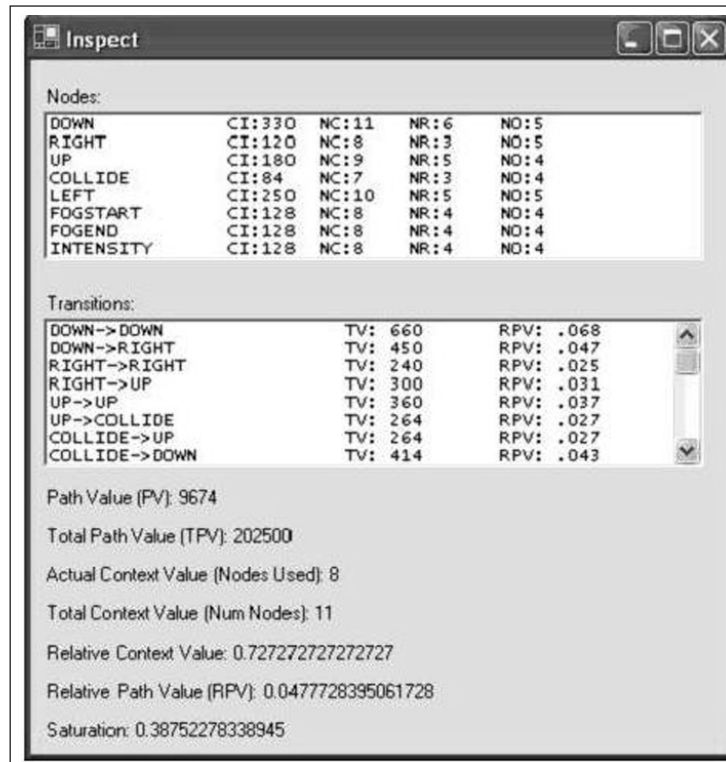 Inspect
Nodes:
DOWN CI:330 NC:11 NR:6 NO:5
RIGHT CI:120 NC:8 NR:3 NO:5
UP CI:180 NC:9 NR:5 NO:4
COLLIDE CI:84 NC:7 NR:3 NO:4
LEFT CI:250 NC:10 NR:5 NO:5
FOGSTART CI:128 NC:8 NR:4 NO:4
FOGEND CI:128 NC:8 NR:4 NO:4
INTENSITY CI:128 NC:8 NR:4 NO:4
Transitions:
DOWN->DOWN TV: 660 RPV: .068
DOWN->RIGHT TV: 450 RPV: .047
RIGHT->RIGHT TV: 240 RPV: .025
RIGHT->UP TV: 300 RPV: .031
UP->UP TV: 360 RPV: .037
UP->COLLIDE TV: 264 RPV: .027
COLLIDE->UP TV: 264 RPV: .027
COLLIDE->DOWN TV: 414 RPV: .043
Path Value (PV): 9674
Total Path Value (TPV): 202500
Actual Context Value (Nodes Used): 8
Total Context Value (Num Nodes): 11
Relative Context Value: 0.727272727272727
Relative Path Value (RPV): 0.0477728395061728
Saturation: 0.38752278338945